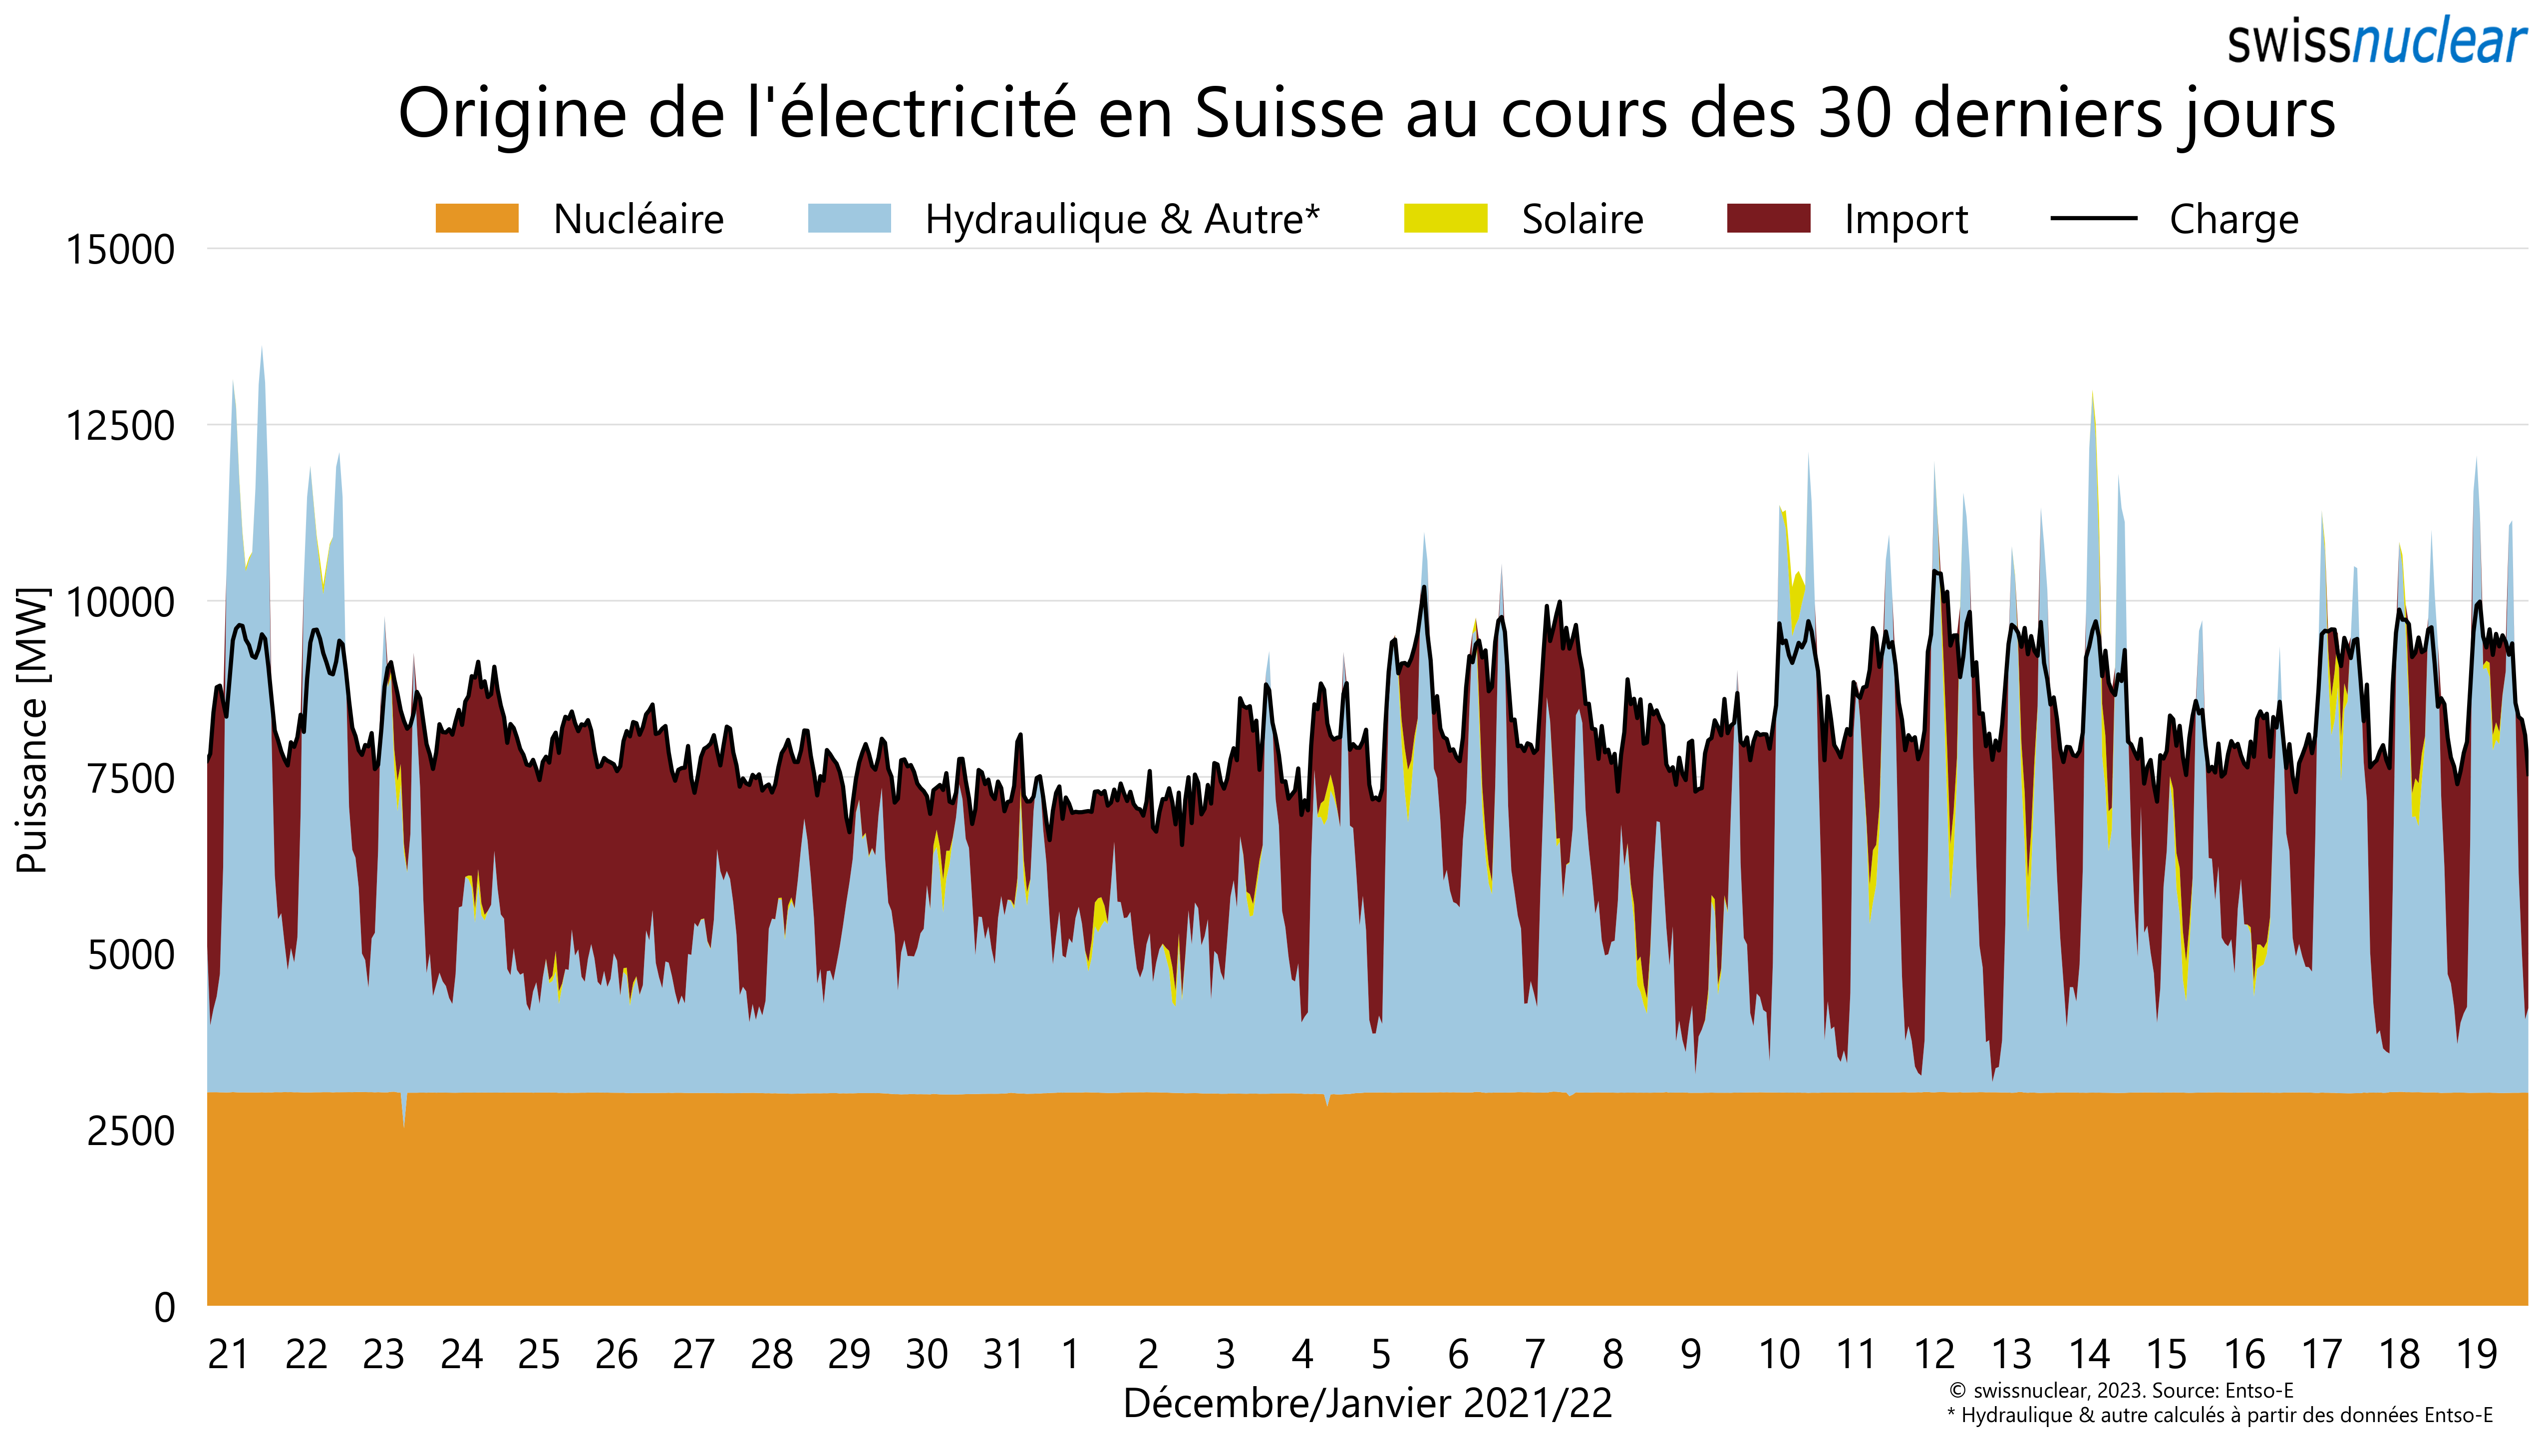 swissnuclear
Origine de l'électricité en Suisse au cours des 30 derniers jours
Nucléaire Hydraulique & Autre* Solaire Import Charge
15000
12500
10000
7500
5000
2500
0
Puissance [MW]
21 22 23 24 25 26 27 28 29 30 31 1 2 3 4 5 6 7 8 9 10 11 12 13 14 15 16 17 18 19
Décembre/Janvier 2021/22
© swissnuclear, 2023. Source: Entso-E
* Hydraulique & autre calculés à partir des données Entso-E